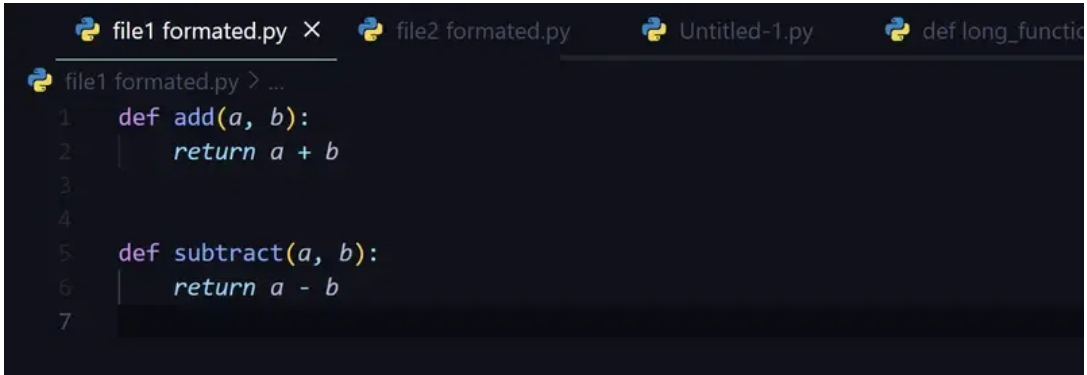 file1 formated.py × file2 formated.py Untitled-1.py def long_functio
file1 formated.py > ...
1 def add(a, b):
2 return a + b
3
4
5 def subtract(a, b):
6 return a - b
7